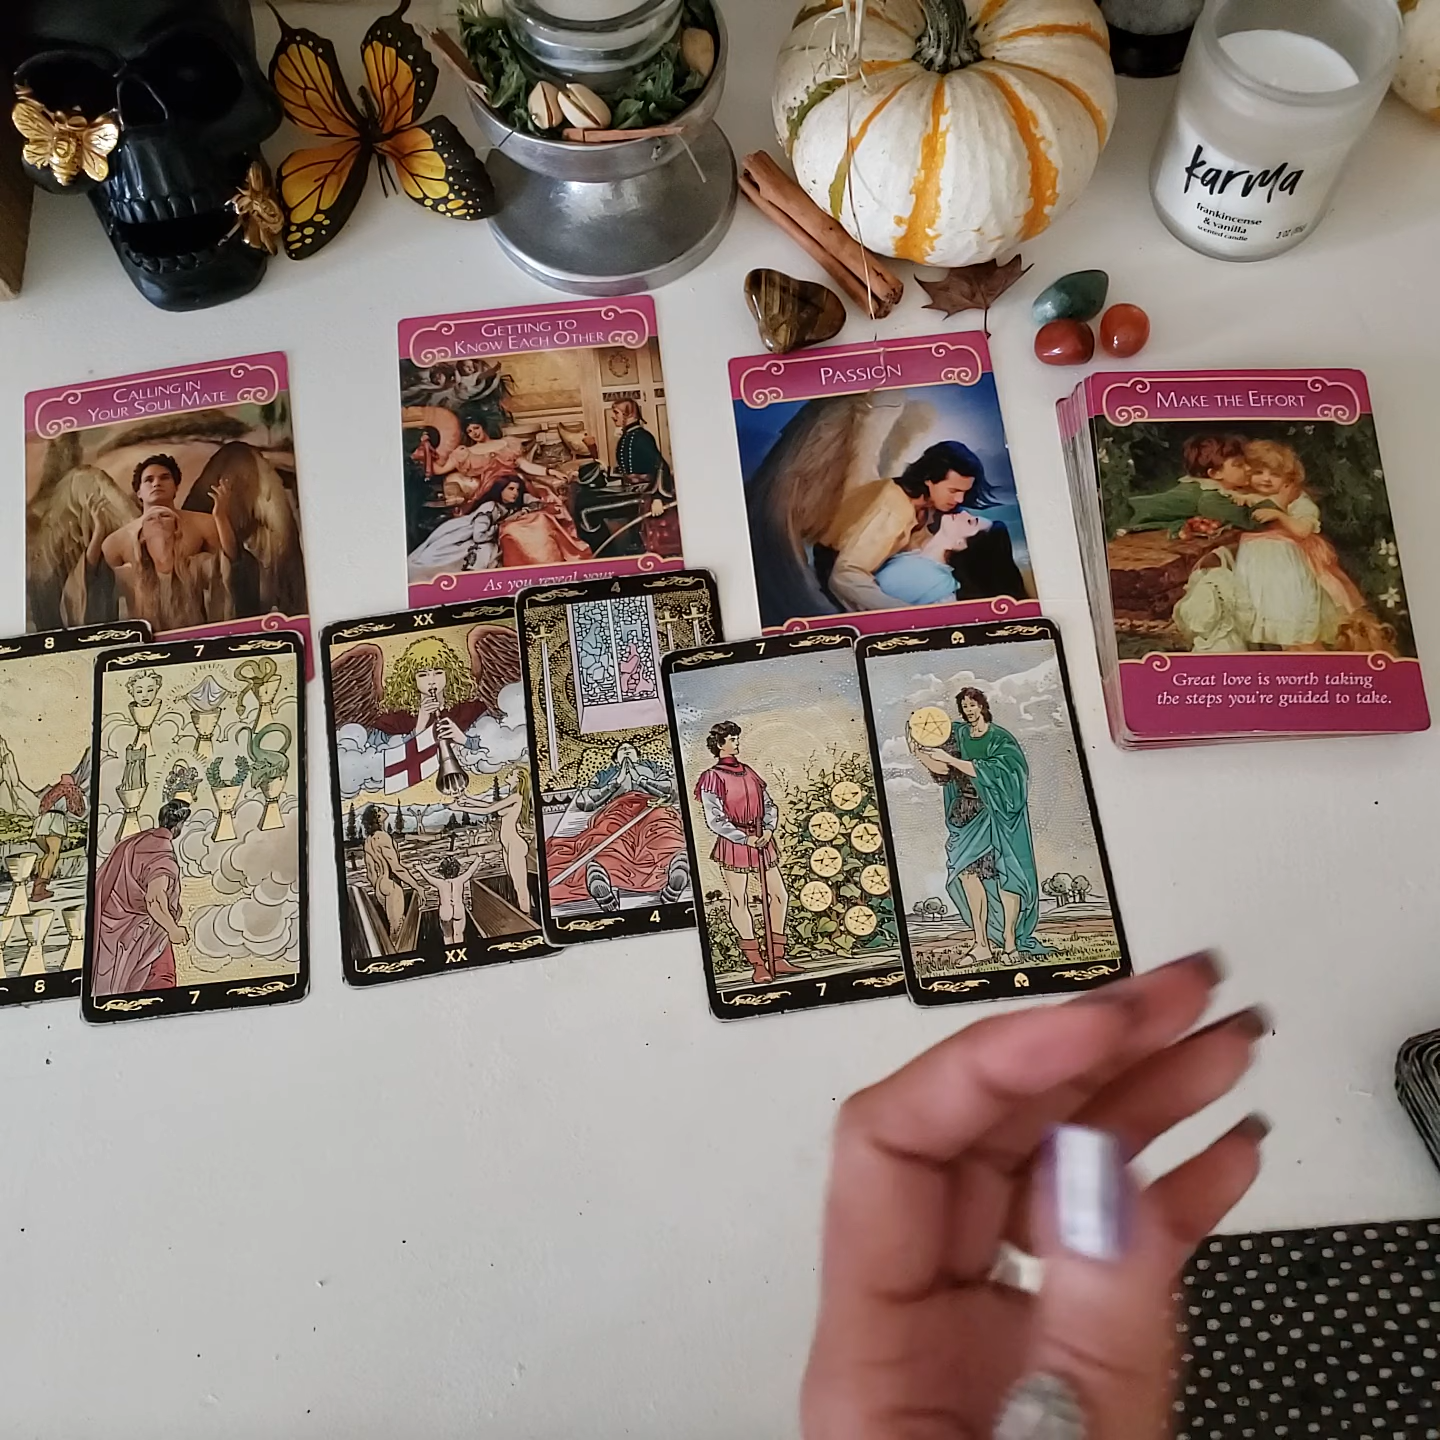 karma
frankincense
& vanilla
scented candle
CALLING IN
YOUR SOUL MATE
GETTING TO
KNOW EACH OTHER
As you reveal your
PASSION
MAKE THE EFFORT
Great love is worth taking
the steps you're guided to take.
8
7
XX
4
7
8
7
XX
4
7